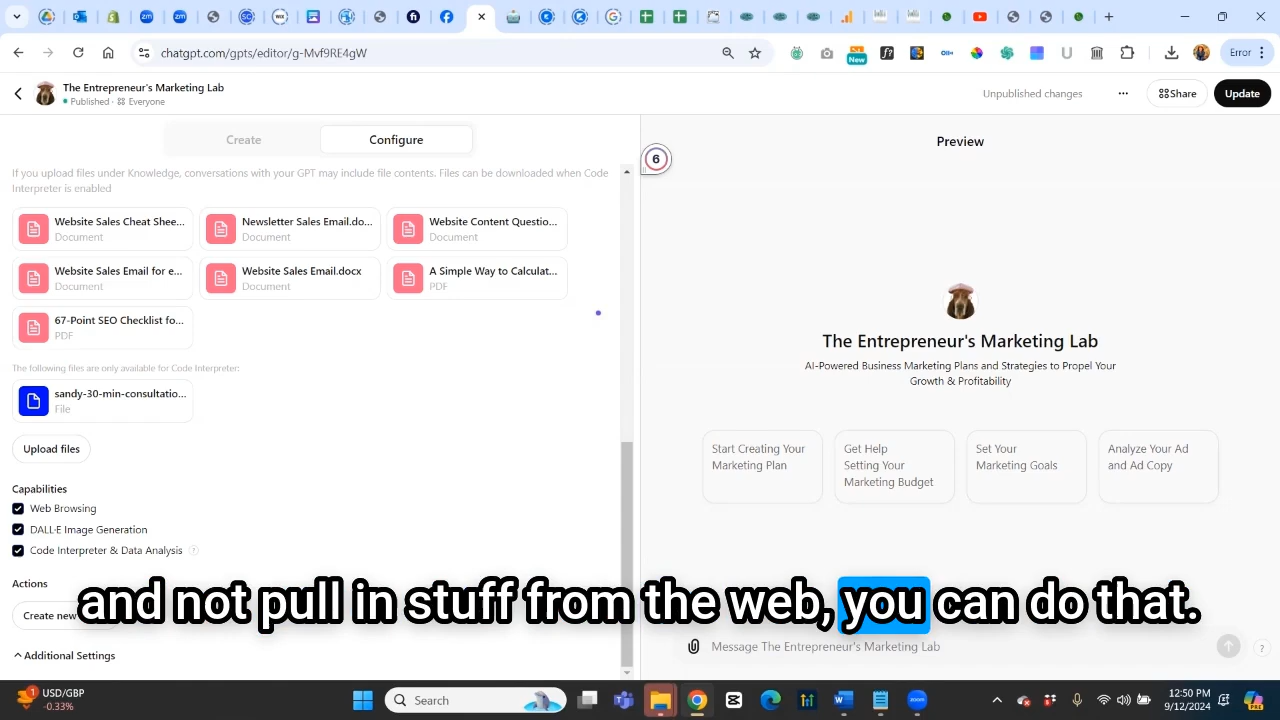 chatgpt.com/gpts/editor/g-Mvf9RE4gW
New
Error
The Entrepreneur's Marketing Lab
Published · Everyone
Unpublished changes
Share
Update
Create
Configure
Preview
6
If you upload files under Knowledge, conversations with your GPT may include file contents. Files can be downloaded when Code
Interpreter is enabled
Website Sales Cheat Shee...
Document
Newsletter Sales Email.do...
Document
Website Content Questio...
Document
Website Sales Email for e...
Document
Website Sales Email.docx
Document
A Simple Way to Calculat...
PDF
67-Point SEO Checklist fo...
PDF
The following files are only available for Code Interpreter:
sandy-30-min-consultatio...
File
Upload files
Capabilities
Web Browsing
DALL·E Image Generation
Code Interpreter & Data Analysis ?
Actions
Create new
Additional Settings
The Entrepreneur's Marketing Lab
AI-Powered Business Marketing Plans and Strategies to Propel Your
Growth & Profitability
Start Creating Your
Marketing Plan
Get Help
Setting Your
Marketing Budget
Set Your
Marketing Goals
Analyze Your Ad
and Ad Copy
and not pull in stuff from the web, you can do that.
Message The Entrepreneur's Marketing Lab
?
1
USD/GBP
-0.33%
Search
12:50 PM
9/12/2024